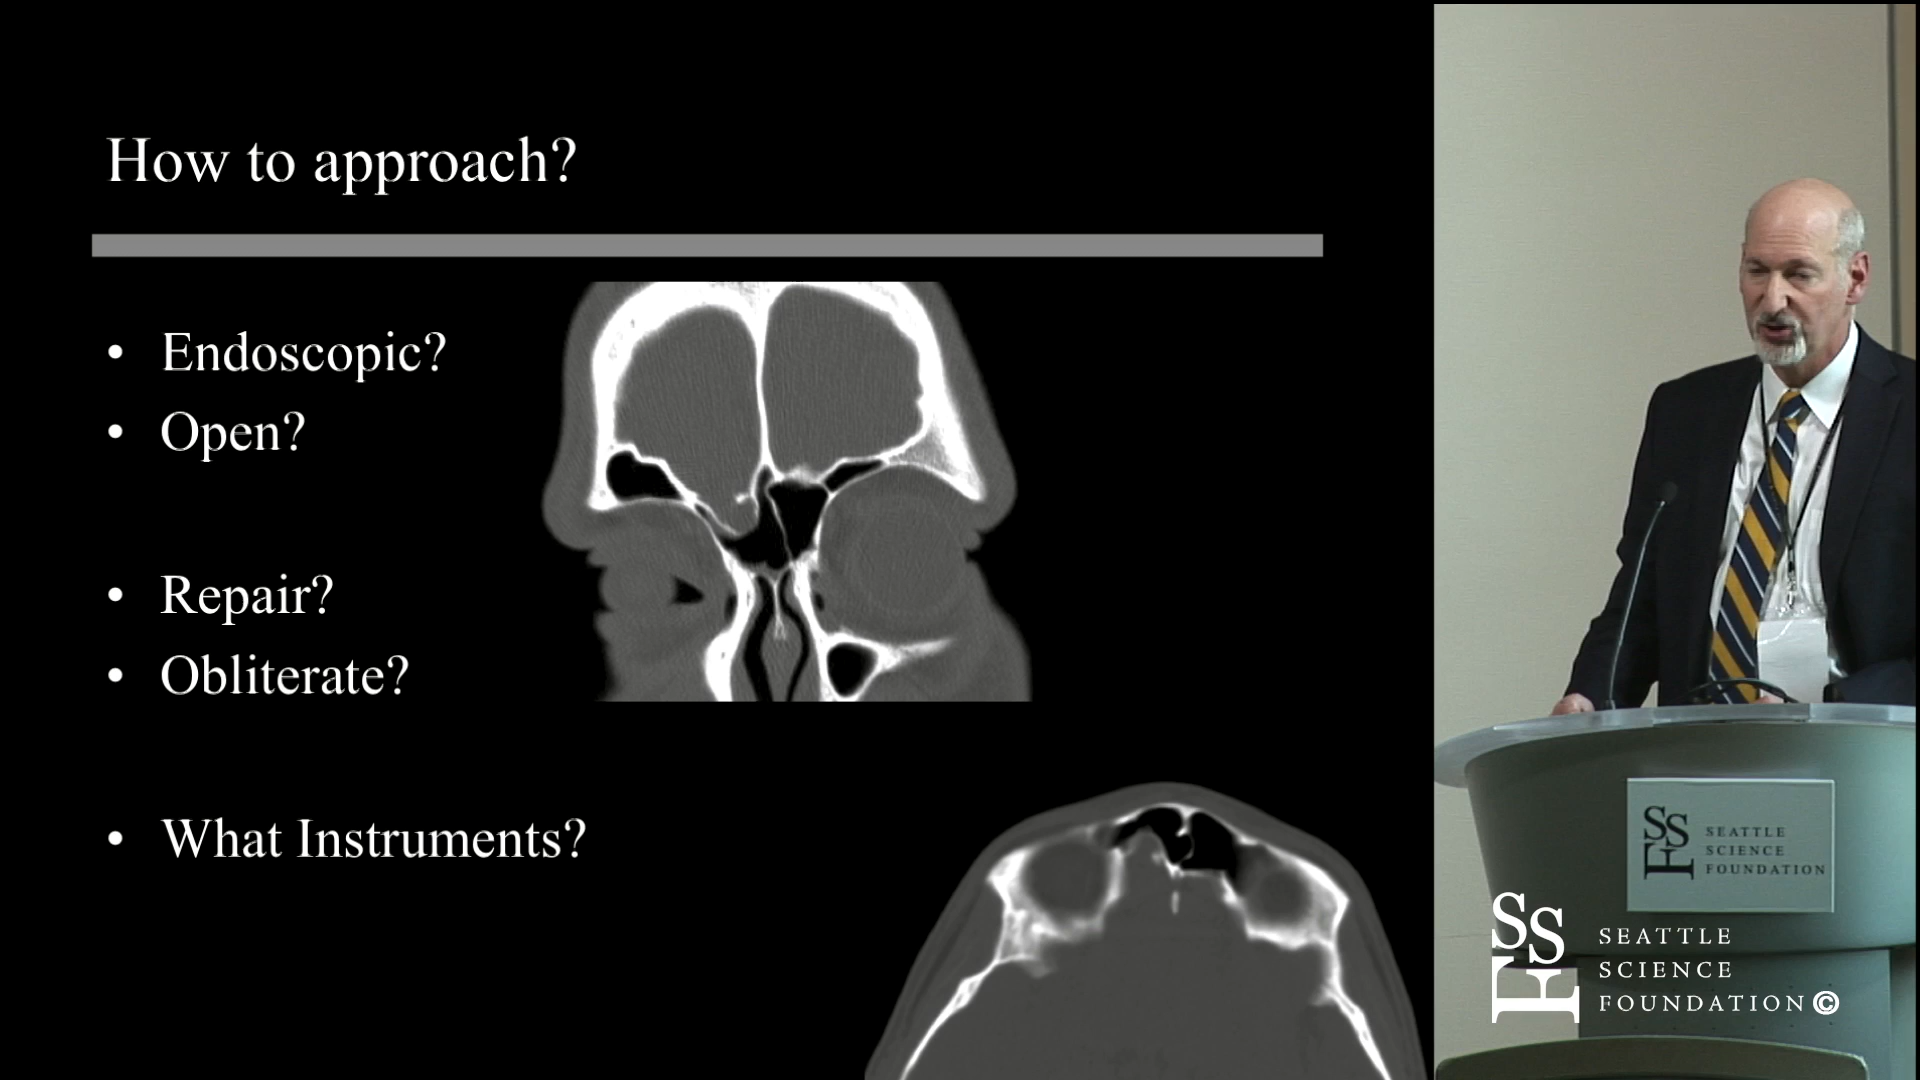 How to approach?
• Endoscopic?
• Open?
• Repair?
• Obliterate?
• What Instruments?
SSF
SEATTLE
SCIENCE
FOUNDATION
SSF
SEATTLE
SCIENCE
FOUNDATION©